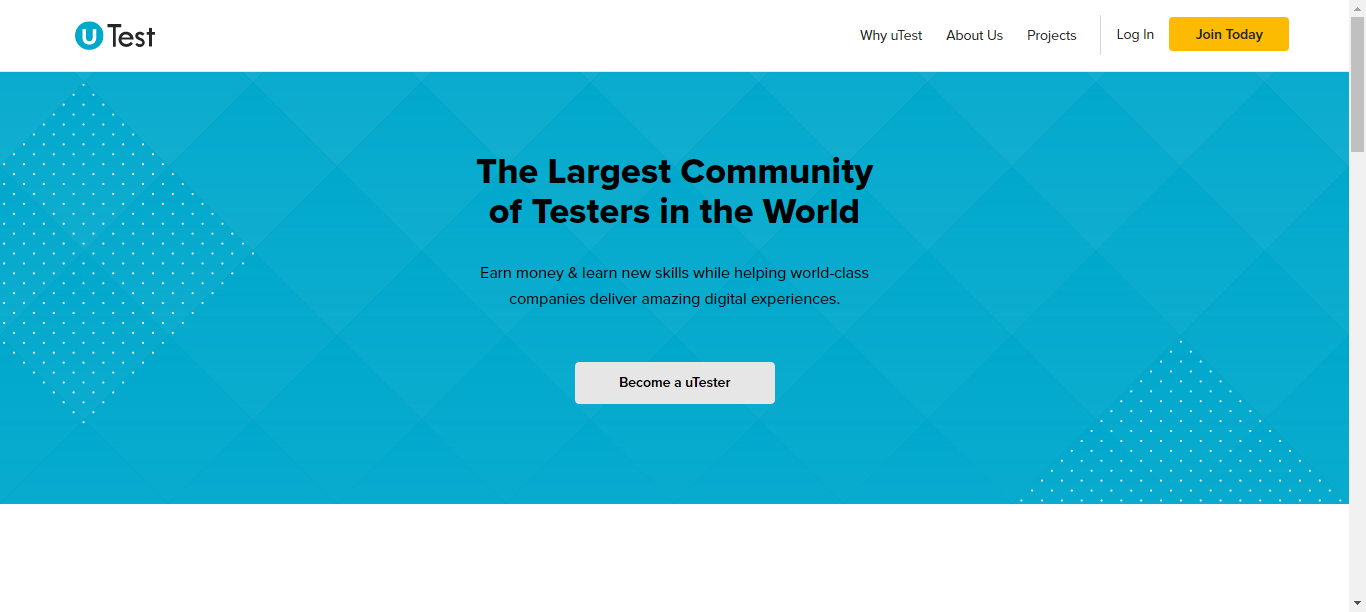 uTest
Why uTest
About Us
Projects
Log In
Join Today
The Largest Community
of Testers in the World
Earn money & learn new skills while helping world-class
companies deliver amazing digital experiences.
Become a uTester